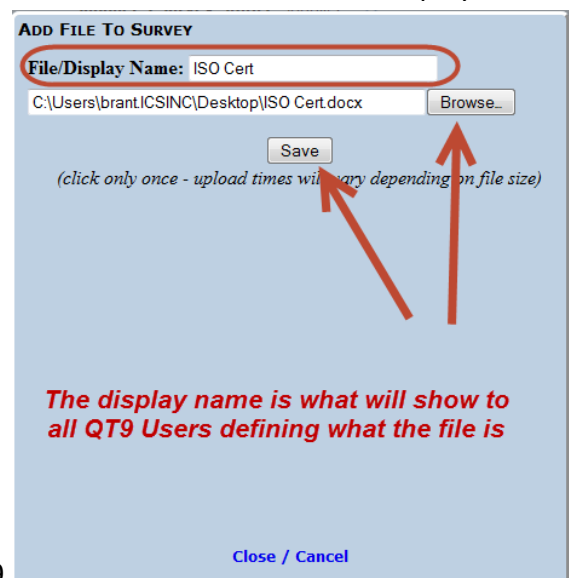 ADD FILE TO SURVEY
File/Display Name: ISO Cert
C:\Users\brant.ICSINC\Desktop\ISO Cert.docx Browse...
Save
(click only once - upload times will vary depending on file size)
The display name is what will show to
all QT9 Users defining what the file is
Close / Cancel